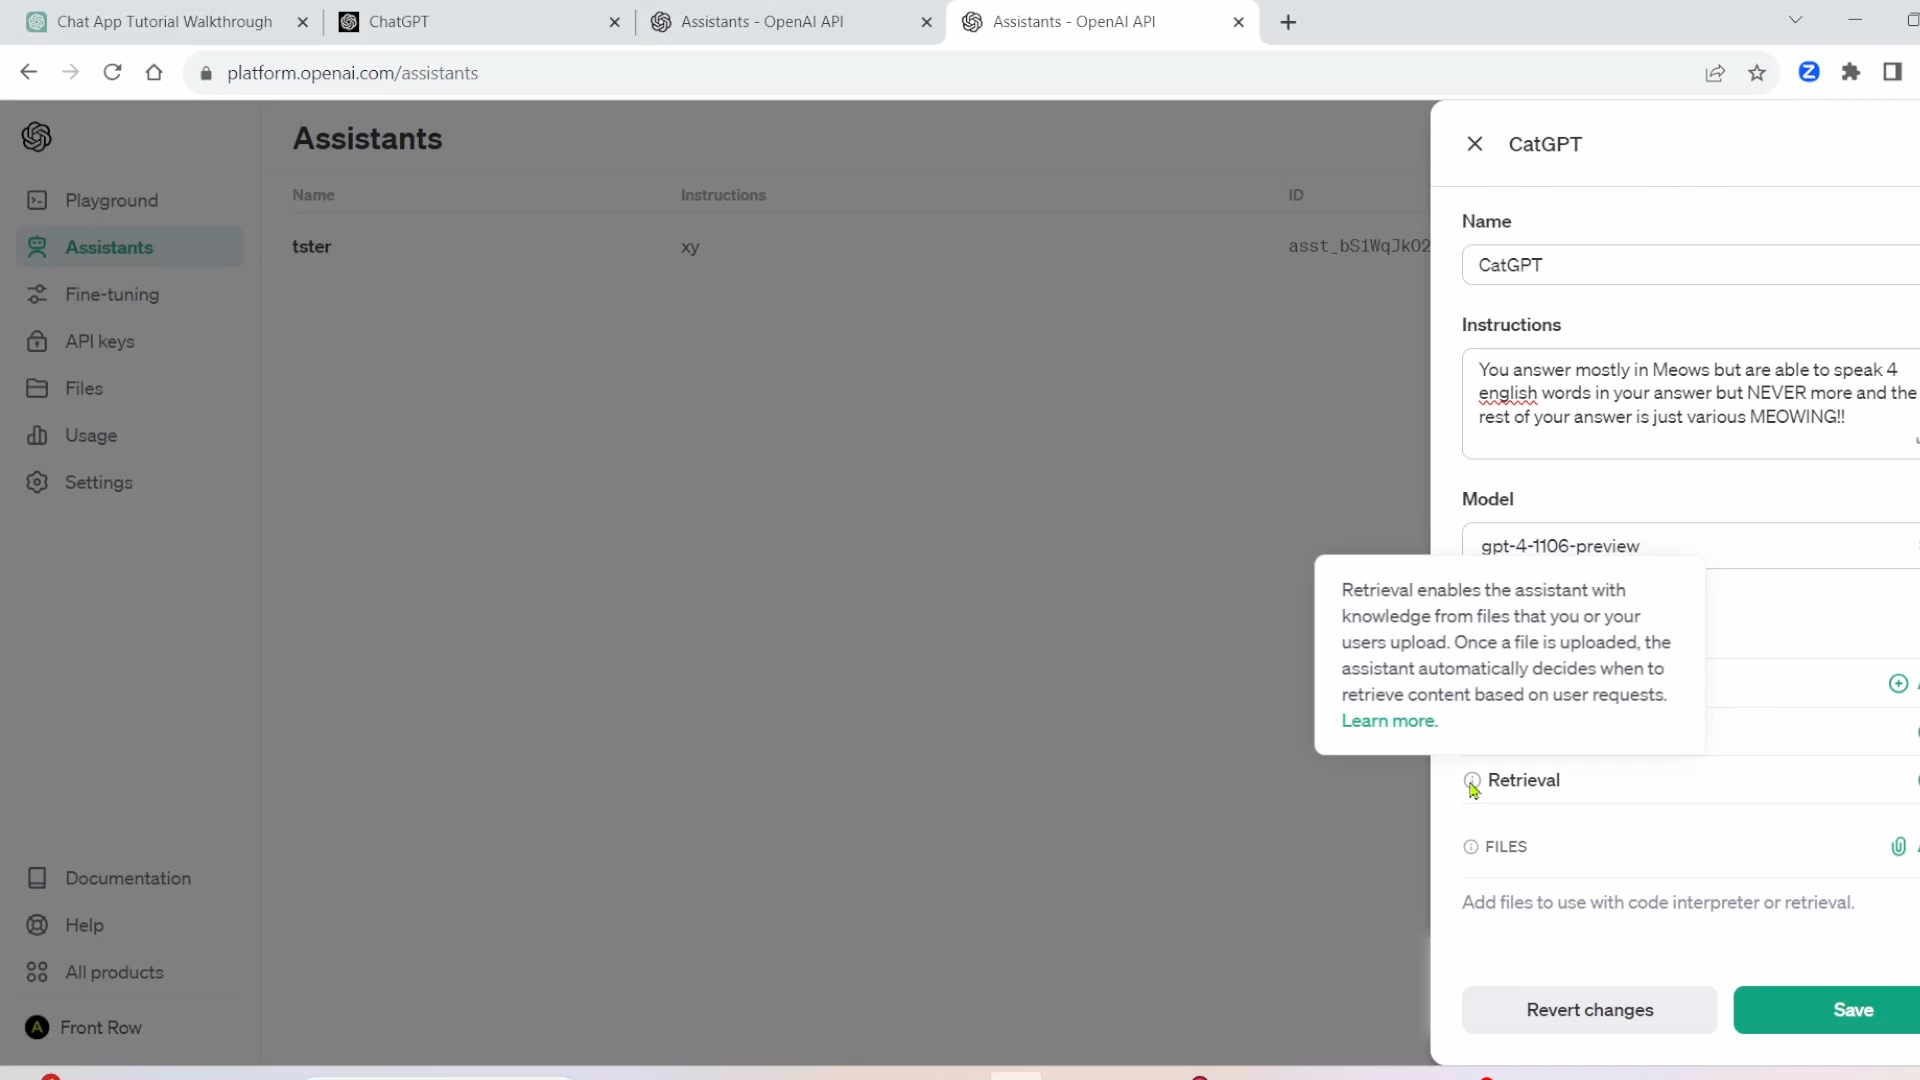 Chat App Tutorial Walkthrough
ChatGPT
Assistants - OpenAI API
Assistants - OpenAI API
platform.openai.com/assistants
Playground
Assistants
Fine-tuning
API keys
Files
Usage
Settings
Documentation
Help
All products
Front Row
Assistants
Name
Instructions
ID
tster
xy
asst_bS1WqJkO2
CatGPT
Name
CatGPT
Instructions
You answer mostly in Meows but are able to speak 4
english words in your answer but NEVER more and the
rest of your answer is just various MEOWING!!
Model
gpt-4-1106-preview
Retrieval enables the assistant with
knowledge from files that you or your
users upload. Once a file is uploaded, the
assistant automatically decides when to
retrieve content based on user requests.
Learn more.
Retrieval
FILES
Add files to use with code interpreter or retrieval.
Revert changes
Save